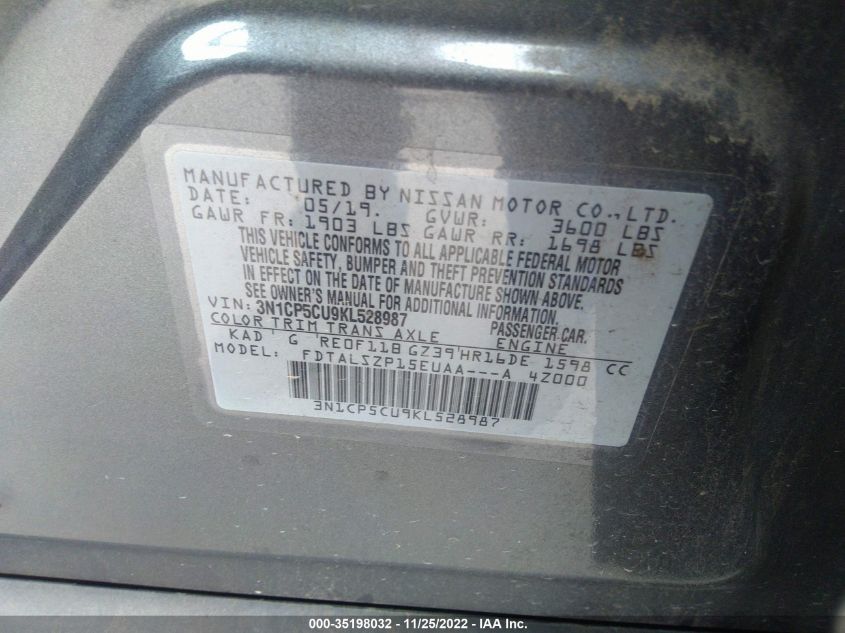 MANUFACTURED BY NISSAN MOTOR CO., LTD.
DATE: 05/19. GVWR: 3600 LBS
GAWR FR: 1903 LBS GAWR RR: 1698 LBS
THIS VEHICLE CONFORMS TO ALL APPLICABLE FEDERAL MOTOR
VEHICLE SAFETY, BUMPER AND THEFT PREVENTION STANDARDS
IN EFFECT ON THE DATE OF MANUFACTURE SHOWN ABOVE.
SEE OWNER'S MANUAL FOR ADDITIONAL INFORMATION.
VIN: 3N1CP5CU9KL528987 PASSENGER CAR.
COLOR TRIM TRANS AXLE ENGINE
KAD G RE0F11B GZ39 HR16DE 1598 CC
MODEL: FDTALSZP15EUAA---A 4Z000
3N1CP5CU9KL528987
000-35198032 - 11/25/2022 - IAA Inc.